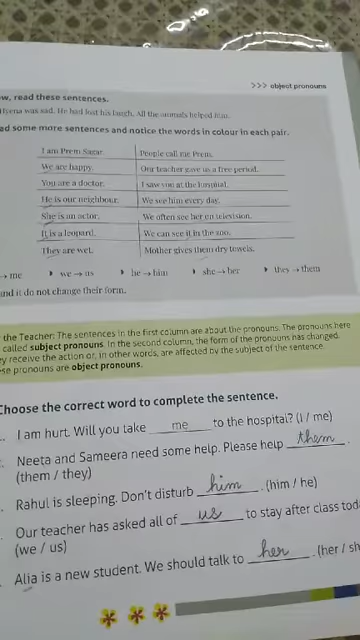 >>> object pronouns
w, read these sentences.
Hyena was sad. He had lost his laugh. All the animals helped him.
ad some more sentences and notice the words in colour in each pair.
I am Prem Sagar. People call me Prem.
We are happy. Our teacher gave us a free period.
You are a doctor. I saw you at the hospital.
He is our neighbour. We see him every day.
She is an actor. We often see her on television.
It is a leopard. We can see it in the zoo.
They are wet. Mother gives them dry towels.
→ me we → us he → him she → her they → them
and it do not change their form.
the Teacher: The sentences in the first column are about the pronouns. The pronouns here
called subject pronouns. In the second column, the form of the pronouns has changed.
ey receive the action or, in other words, are affected by the subject of the sentence.
se pronouns are object pronouns.
Choose the correct word to complete the sentence.
I am hurt. Will you take me to the hospital? (I / me)
Neeta and Sameera need some help. Please help them
(them / they)
Rahul is sleeping. Don't disturb him. (him / he)
Our teacher has asked all of us to stay after class tod
(we / us)
Alia is a new student. We should talk to her. (her / sh